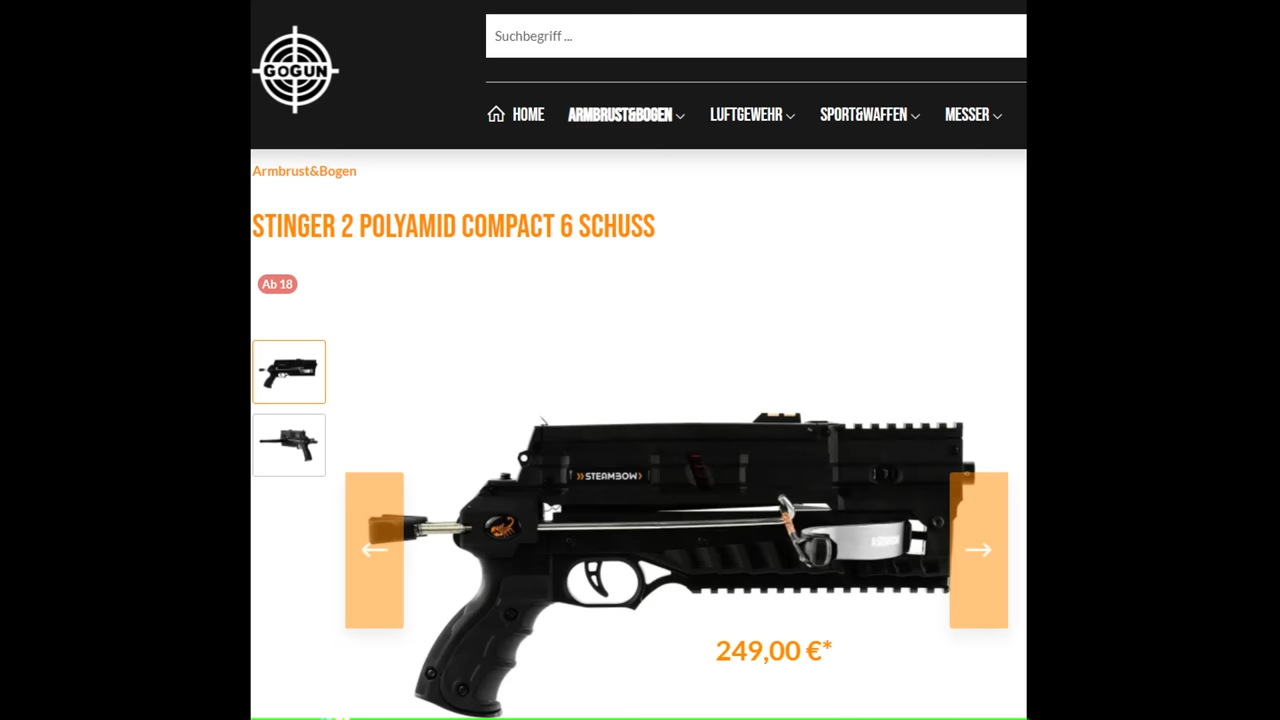 Suchbegriff ...
GOGUN
HOME
ARMBRUST&BOGEN
LUFTGEWEHR
SPORT&WAFFEN
MESSER
Armbrust&Bogen
STINGER 2 POLYAMID COMPACT 6 SCHUSS
Ab 18
STEAMBOW
249,00 €*